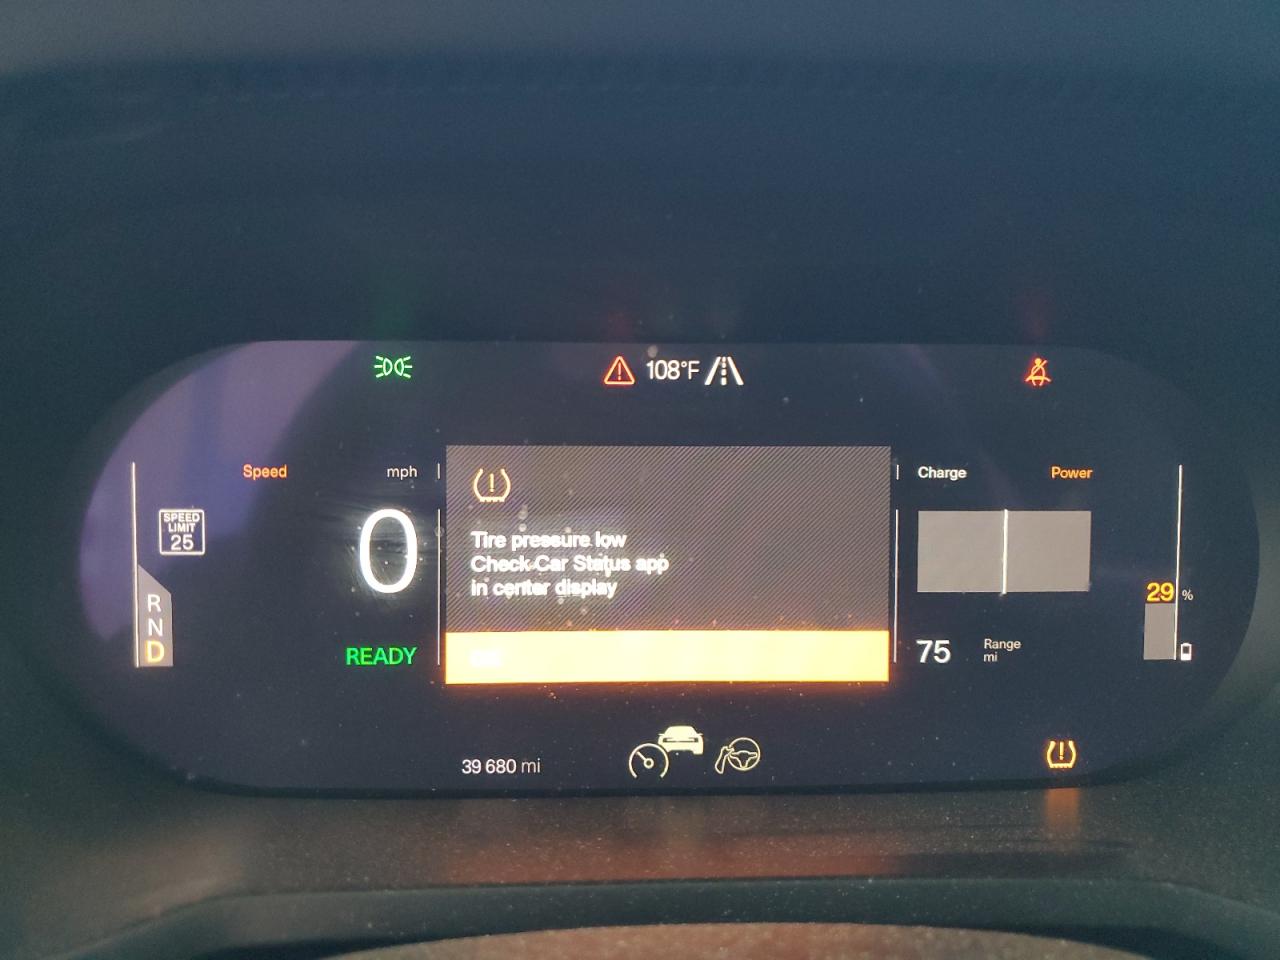 108°F
Speed
mph
Charge
Power
SPEED
LIMIT
25
0
Tire pressure low
Check Car Status app
in center display
R
N
D
READY
29 %
75
Range
mi
39 680 mi